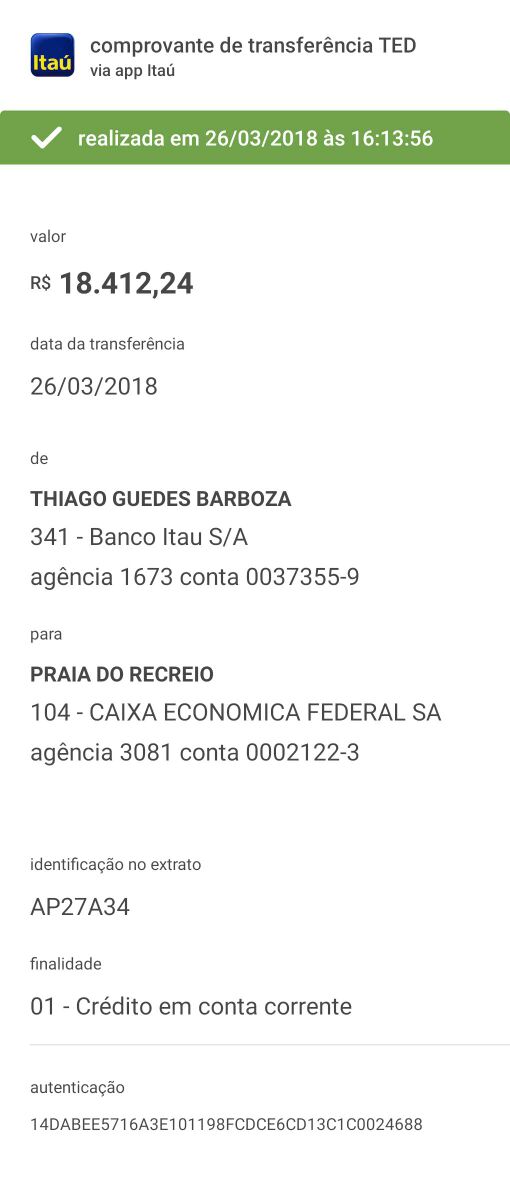 Itaú
comprovante de transferência TED
via app Itaú
realizada em 26/03/2018 às 16:13:56
valor
R$ 18.412,24
data da transferência
26/03/2018
de
THIAGO GUEDES BARBOZA
341 - Banco Itau S/A
agência 1673 conta 0037355-9
para
PRAIA DO RECREIO
104 - CAIXA ECONOMICA FEDERAL SA
agência 3081 conta 0002122-3
identificação no extrato
AP27A34
finalidade
01 - Crédito em conta corrente
autenticação
14DABEE5716A3E101198FCDCE6CD13C1C0024688